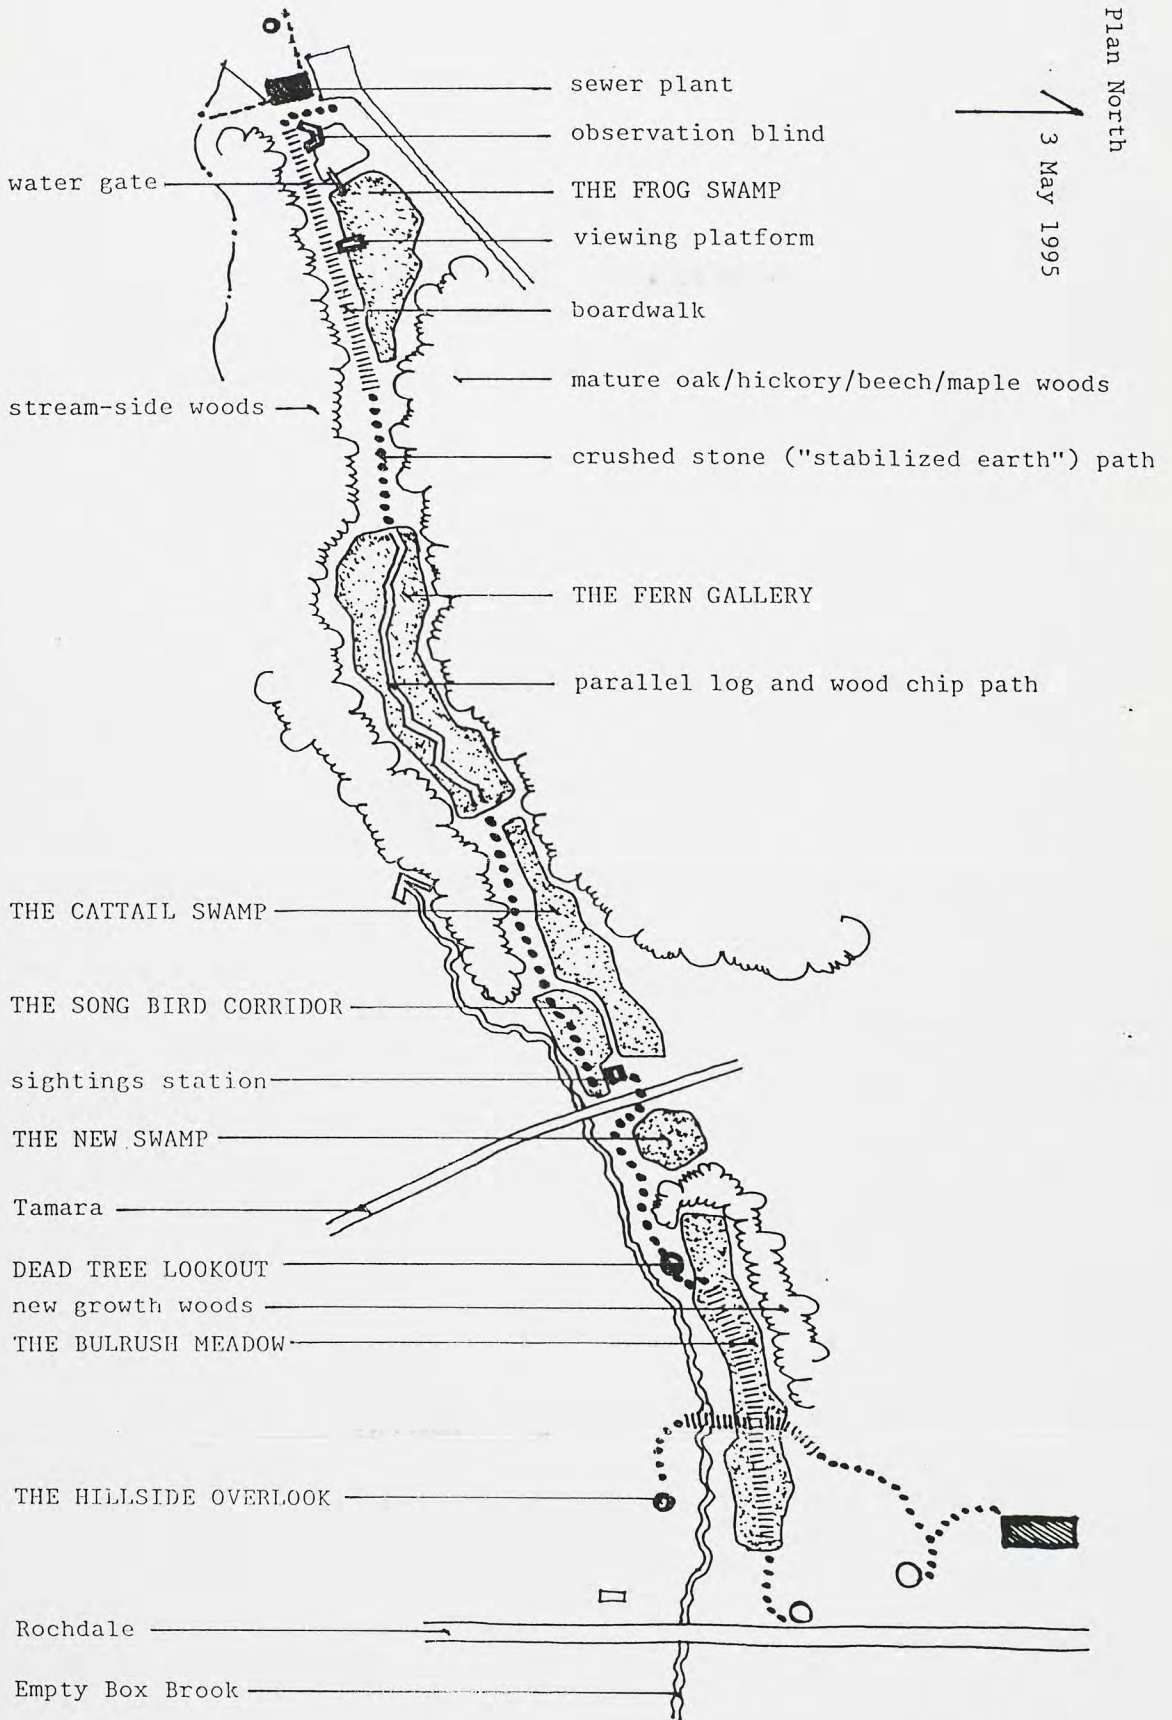 Plan North
3 May 1995
sewer plant
observation blind
water gate
THE FROG SWAMP
viewing platform
boardwalk
mature oak/hickory/beech/maple woods
stream-side woods
crushed stone ("stabilized earth") path
THE FERN GALLERY
parallel log and wood chip path
THE CATTAIL SWAMP
THE SONG BIRD CORRIDOR
sightings station
THE NEW SWAMP
Tamara
DEAD TREE LOOKOUT
new growth woods
THE BULRUSH MEADOW
THE HILLSIDE OVERLOOK
Rochdale
Empty Box Brook